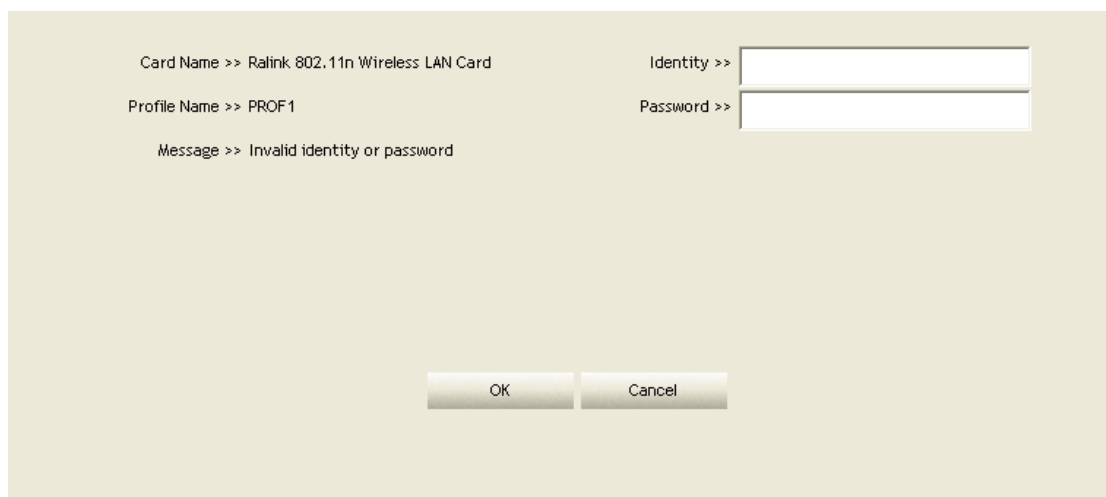 Card Name >> Ralink 802.11n Wireless LAN Card
Identity >>
Profile Name >> PROF1
Password >>
Message >> Invalid identity or password
OK
Cancel